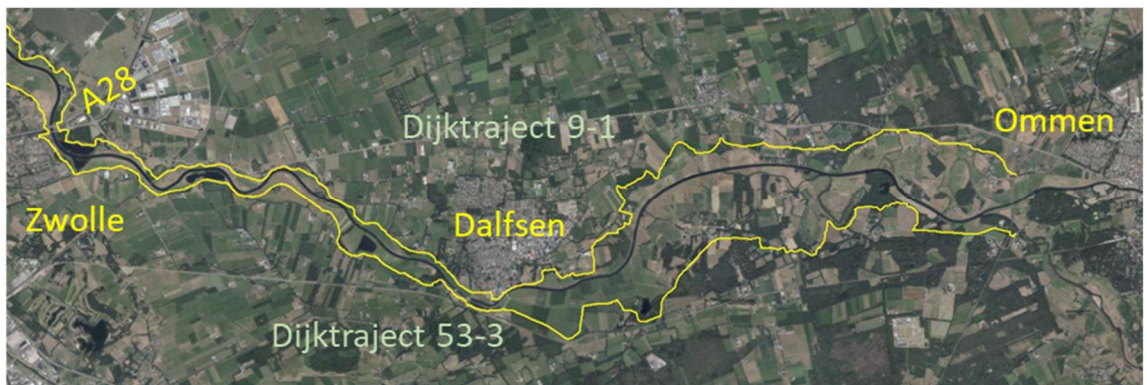 A28
Dijktraject 9-1
Ommen
Zwolle
Dalfsen
Dijktraject 53-3